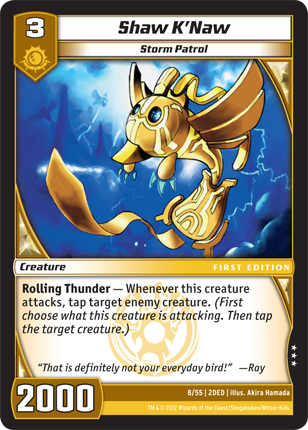 3
Shaw K'Naw
Storm Patrol
Creature
FIRST EDITION
Rolling Thunder — Whenever this creature
attacks, tap target enemy creature. (First
choose what this creature is attacking. Then tap
the target creature.)
"That is definitely not your everyday bird!" —Ray
2000
8/55 | 2DED | illus. Akira Hamada
TM & © 2012 Wizards of the Coast/Shogakukan/Mitsui-Kids